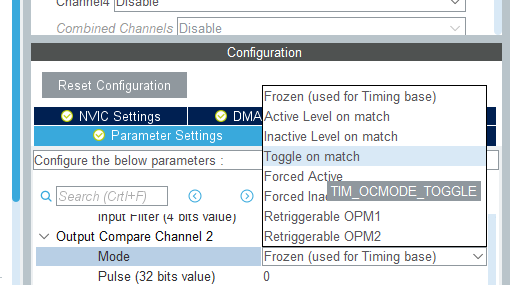 Channel4 Disable
Combined Channels Disable
Configuration
Reset Configuration
NVIC Settings
DMA
Parameter Settings
Configure the below parameters :
Search (Crtl+F)
Input Filter (4 bits value)
Output Compare Channel 2
Mode
Frozen (used for Timing base)
Pulse (32 bits value)
0
Frozen (used for Timing base)
Active Level on match
Inactive Level on match
Toggle on match
Forced Active
Forced Ina
TIM_OCMODE_TOGGLE
Retriggerable OPM1
Retriggerable OPM2